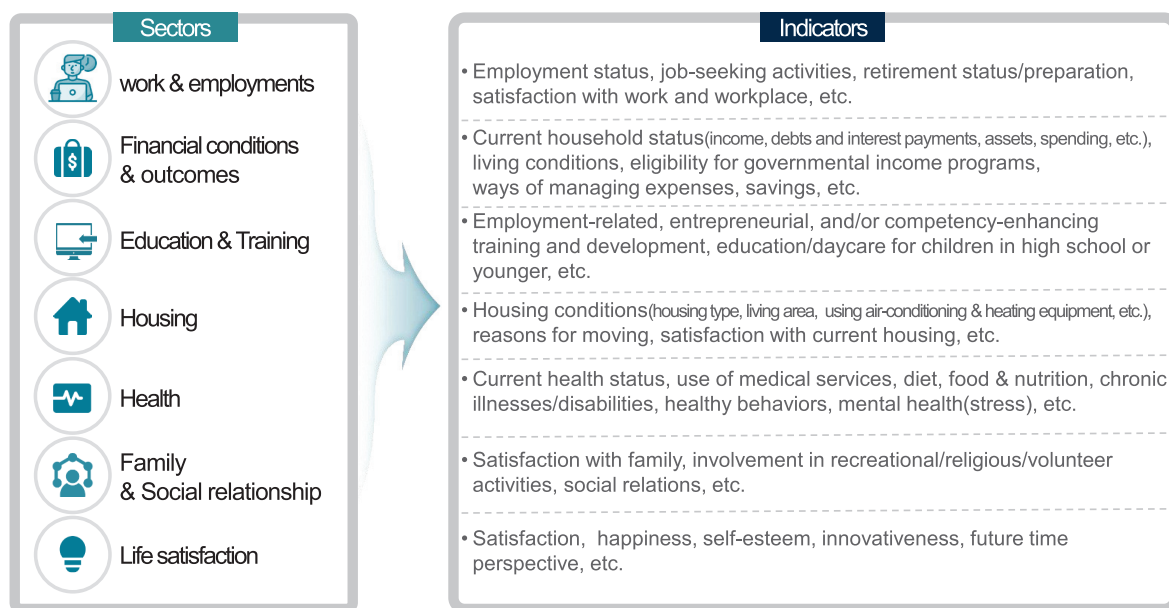 Sectors
work & employments
Financial conditions
& outcomes
Education & Training
Housing
Health
Family
& Social relationship
Life satisfaction
Indicators
• Employment status, job-seeking activities, retirement status/preparation,
satisfaction with work and workplace, etc.
• Current household status(income, debts and interest payments, assets, spending, etc.),
living conditions, eligibility for governmental income programs,
ways of managing expenses, savings, etc.
• Employment-related, entrepreneurial, and/or competency-enhancing
training and development, education/daycare for children in high school or
younger, etc.
• Housing conditions(housing type, living area, using air-conditioning & heating equipment, etc.),
reasons for moving, satisfaction with current housing, etc.
• Current health status, use of medical services, diet, food & nutrition, chronic
illnesses/disabilities, healthy behaviors, mental health(stress), etc.
• Satisfaction with family, involvement in recreational/religious/volunteer
activities, social relations, etc.
• Satisfaction, happiness, self-esteem, innovativeness, future time
perspective, etc.